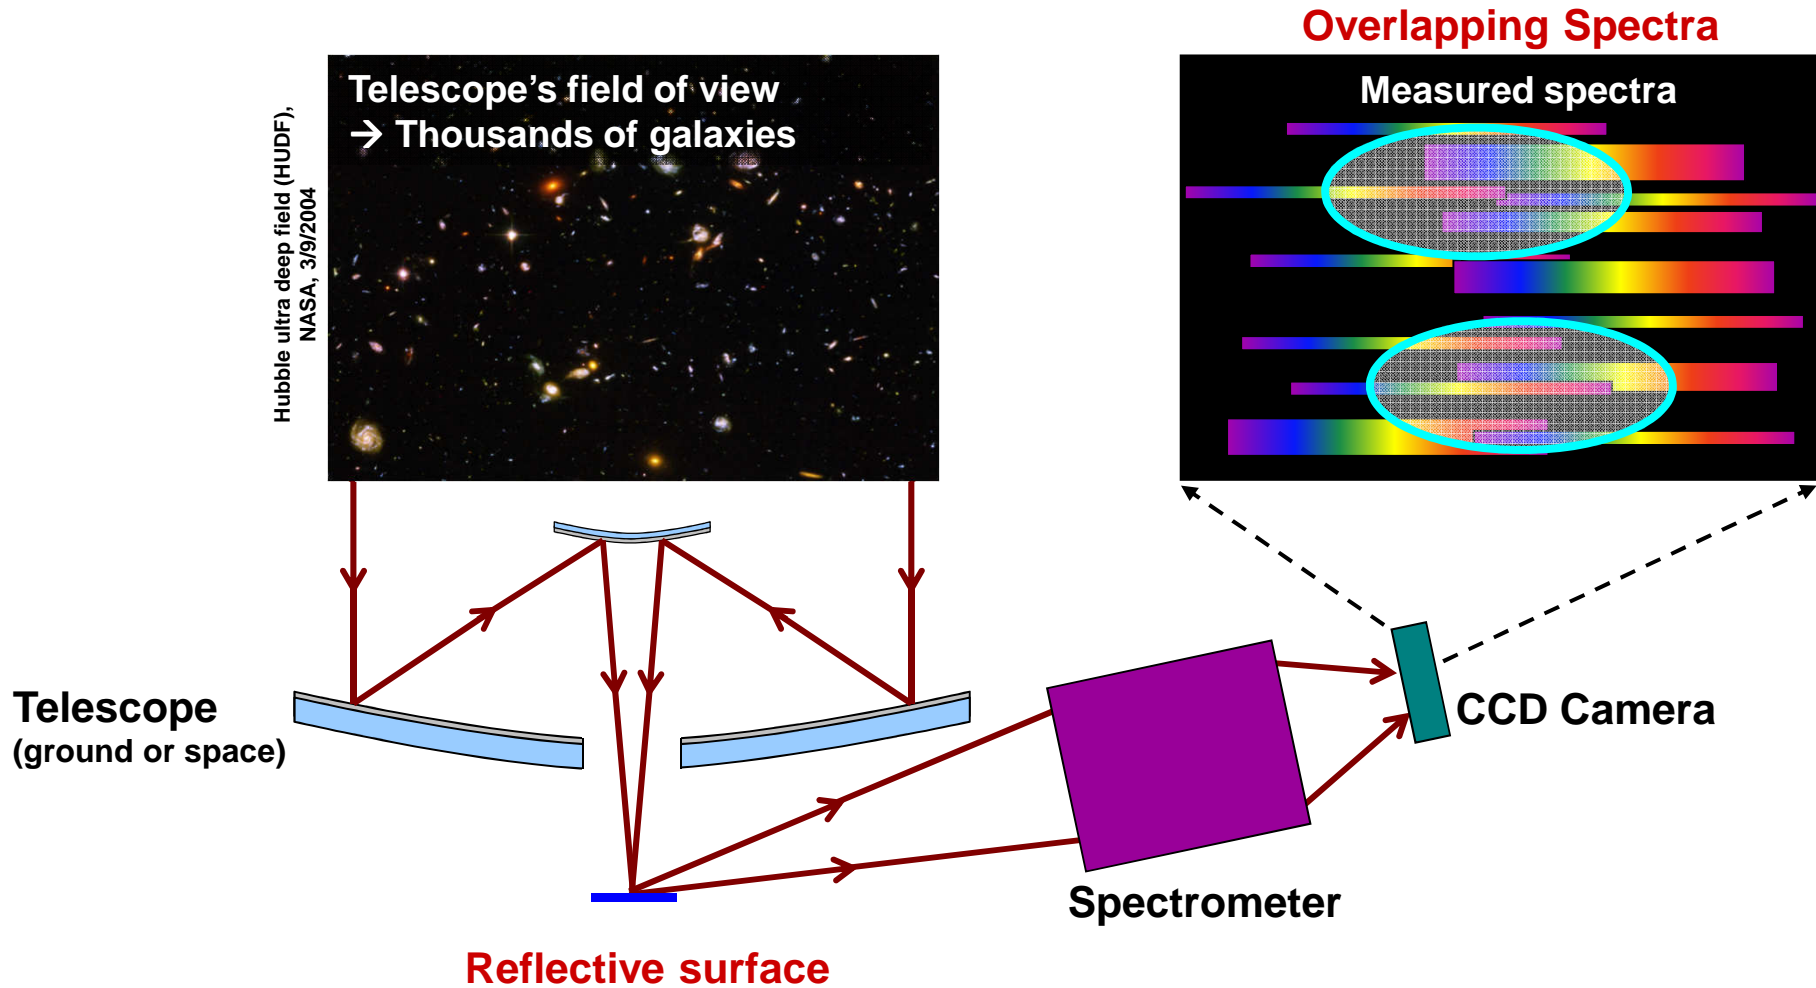 Overlapping Spectra
Telescope’s field of view
→ Thousands of galaxies
Measured spectra
Hubble ultra deep field (HUDF),
NASA, 3/9/2004
Telescope
(ground or space)
CCD Camera
Spectrometer
Reflective surface